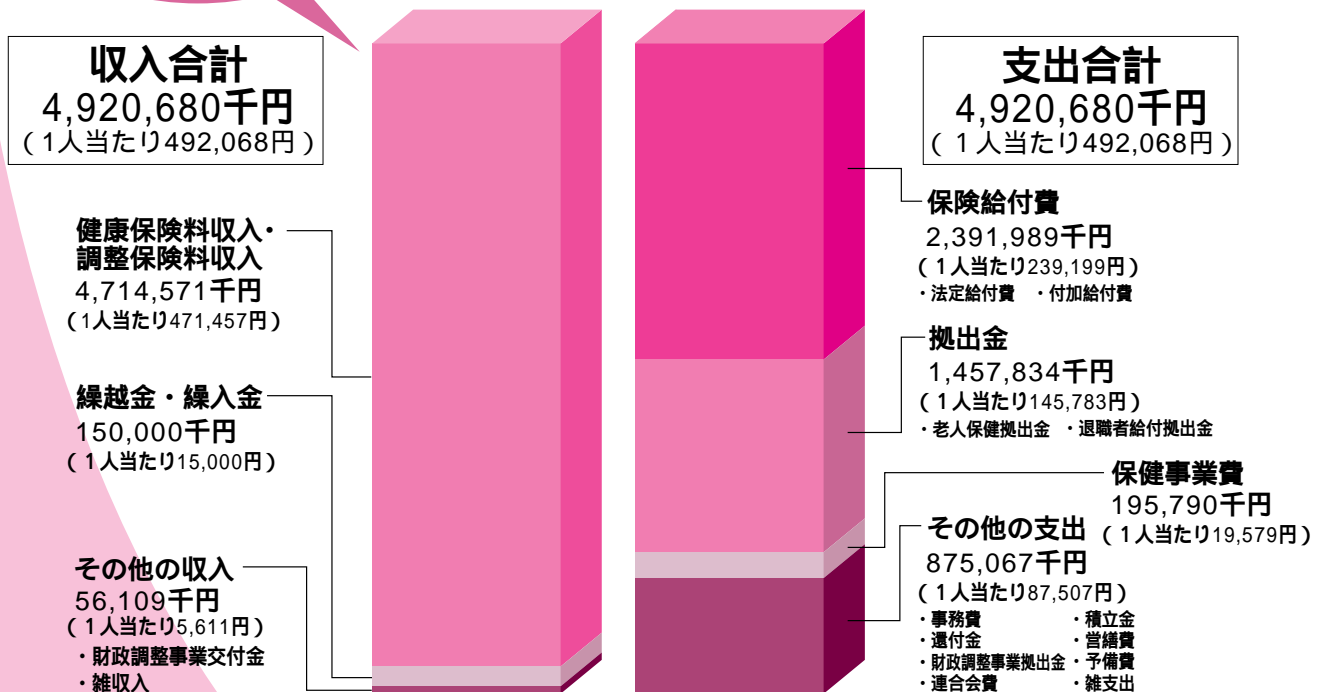 収入合計
4,920,680千円
(1人当たり492,068円)
健康保険料収入・
調整保険料収入
4,714,571千円
(1人当たり471,457円)
繰越金・繰入金
150,000千円
(1人当たり15,000円)
その他の収入
56,109千円
(1人当たり5,611円)
・財政調整事業交付金
・雑収入
支出合計
4,920,680千円
(1人当たり492,068円)
保険給付費
2,391,989千円
(1人当たり239,199円)
・法定給付費 ・付加給付費
拠出金
1,457,834千円
(1人当たり145,783円)
・老人保健拠出金 ・退職者給付拠出金
保健事業費
195,790千円
(1人当たり19,579円)
その他の支出
875,067千円
(1人当たり87,507円)
・事務費 ・積立金
・還付金 ・営繕費
・財政調整事業拠出金 ・予備費
・連合会費 ・雑支出